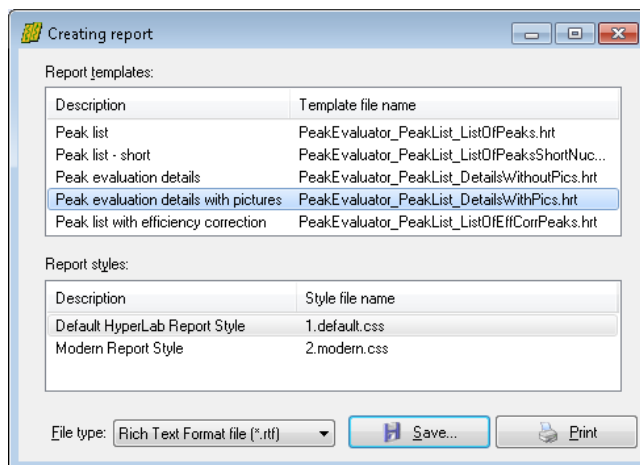 Creating report
Report templates:
Description Template file name
Peak list PeakEvaluator_PeakList_ListOfPeaks.hrt
Peak list - short PeakEvaluator_PeakList_ListOfPeaksShortNuc...
Peak evaluation details PeakEvaluator_PeakList_DetailsWithoutPics.hrt
Peak evaluation details with pictures PeakEvaluator_PeakList_DetailsWithPics.hrt
Peak list with efficiency correction PeakEvaluator_PeakList_ListOfEffCorrPeaks.hrt
Report styles:
Description Style file name
Default HyperLab Report Style 1.default.css
Modern Report Style 2.modern.css
File type: Rich Text Format file (*.rtf) Save... Print